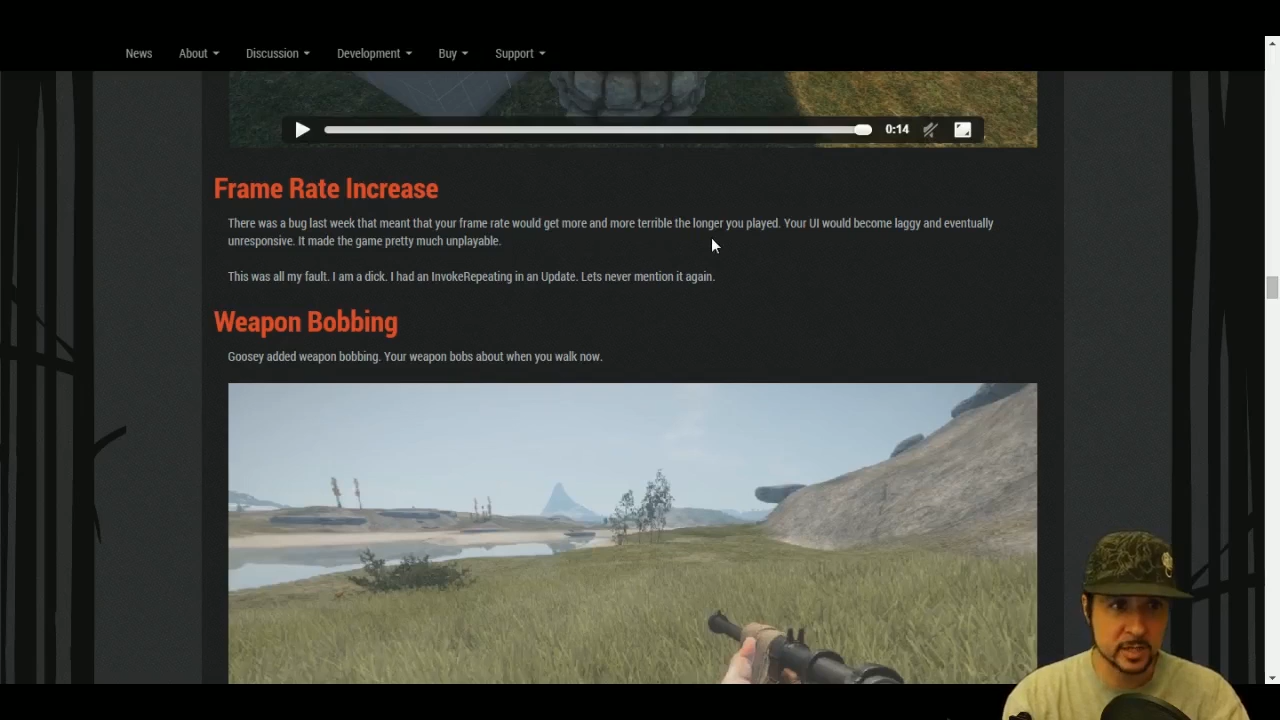 News About Discussion Development Buy Support
0:14
Frame Rate Increase
There was a bug last week that meant that your frame rate would get more and more terrible the longer you played. Your UI would become laggy and eventually
unresponsive. It made the game pretty much unplayable.
This was all my fault. I am a dick. I had an InvokeRepeating in an Update. Lets never mention it again.
Weapon Bobbing
Goosey added weapon bobbing. Your weapon bobs about when you walk now.